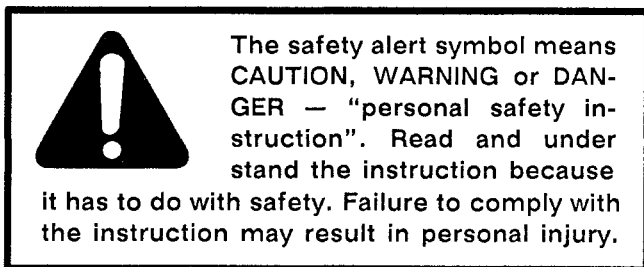 The safety alert symbol means
CAUTION, WARNING or DAN-
GER — “personal safety in-
struction”. Read and under
stand the instruction because
it has to do with safety. Failure to comply with
the instruction may result in personal injury.